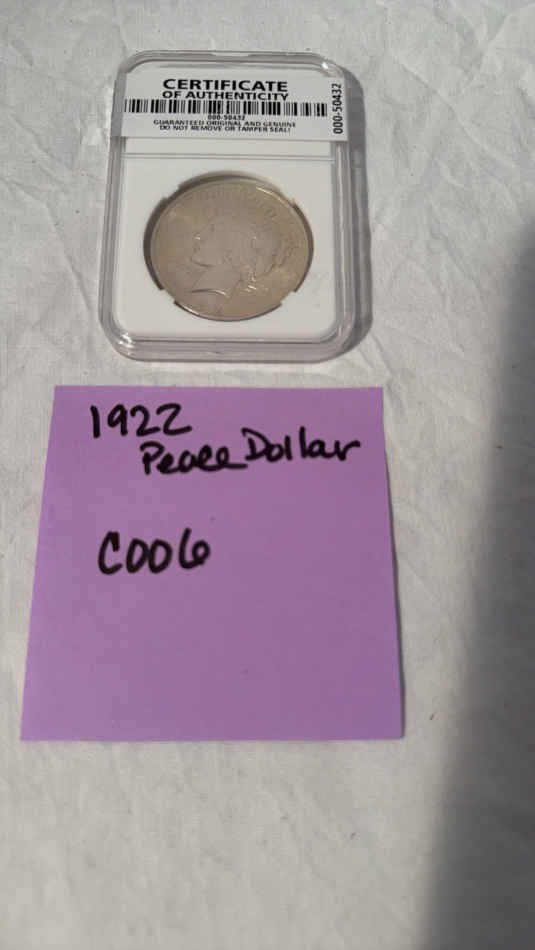 CERTIFICATE
OF AUTHENTICITY
000-50432
GUARANTEED ORIGINAL AND GENUINE
DO NOT REMOVE OR TAMPER SEAL!
000-50432
1922
Peace Dollar
C006